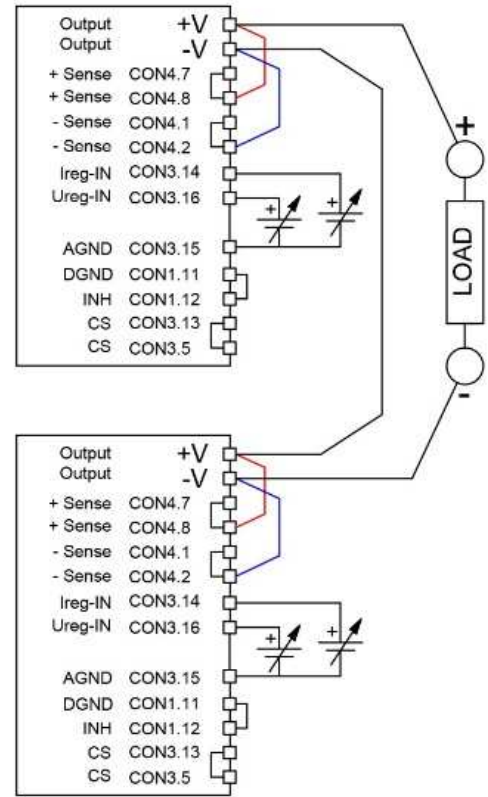 Output +V
Output -V
+ Sense CON4.7
+ Sense CON4.8
- Sense CON4.1
- Sense CON4.2
Ireg-IN CON3.14
Ureg-IN CON3.16
+ +
AGND CON3.15
DGND CON1.11
INH CON1.12
CS CON3.13
CS CON3.5
+
LOAD
-
Output +V
Output -V
+ Sense CON4.7
+ Sense CON4.8
- Sense CON4.1
- Sense CON4.2
Ireg-IN CON3.14
Ureg-IN CON3.16
+ +
AGND CON3.15
DGND CON1.11
INH CON1.12
CS CON3.13
CS CON3.5